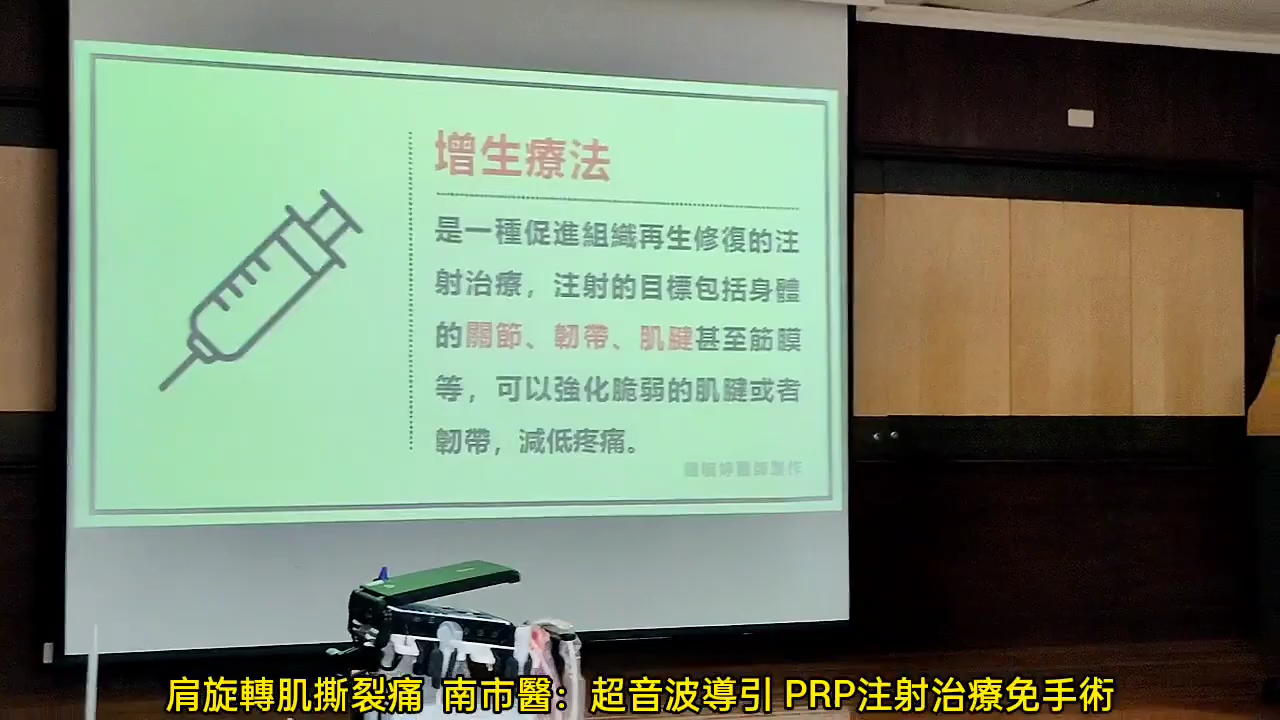 增生療法
是一種促進組織再生修復的注
射治療，注射的目標包括身體
的關節、韌帶、肌腱甚至筋膜
等，可以強化脆弱的肌腱或者
韌帶，減低疼痛。
肩旋轉肌撕裂痛 南市醫：超音波導引 PRP注射治療免手術